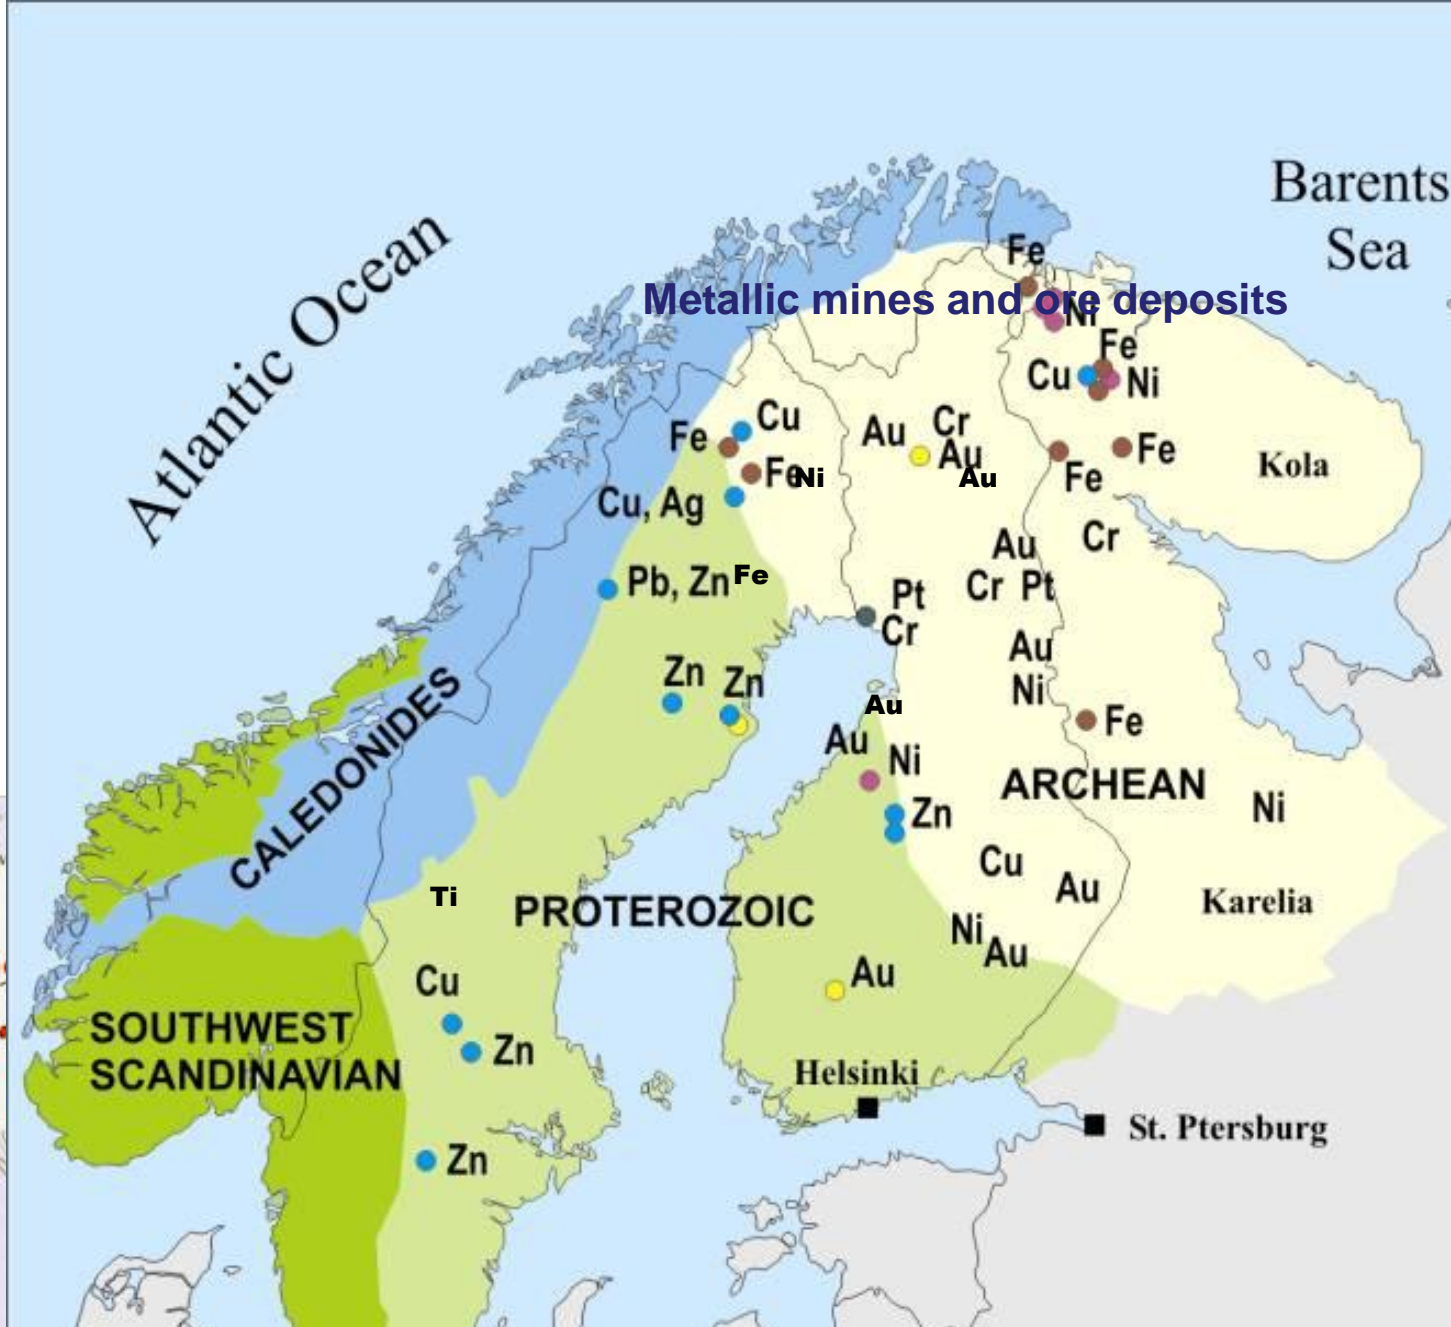 Barents
Sea
Atlantic Ocean
Fe
Metallic mines and ore deposits
Ni
Fe
Cu
Ni
Cu
Fe
Au
Cr
Au
Fe
Fe
Ni
Au
Fe
Kola
Cu, Ag
Au
Cr
Pb, Zn
Fe
Pt
Cr
Cr
Pt
Au
Zn
Zn
Ni
Au
Fe
CALEDONIDES
Au
Ni
ARCHEAN
Zn
Ni
Cu
Au
Ti
PROTEROZOIC
Karelia
Ni
Au
Au
Cu
SOUTHWEST
SCANDINAVIAN
Zn
Helsinki
St. Ptersburg
Zn